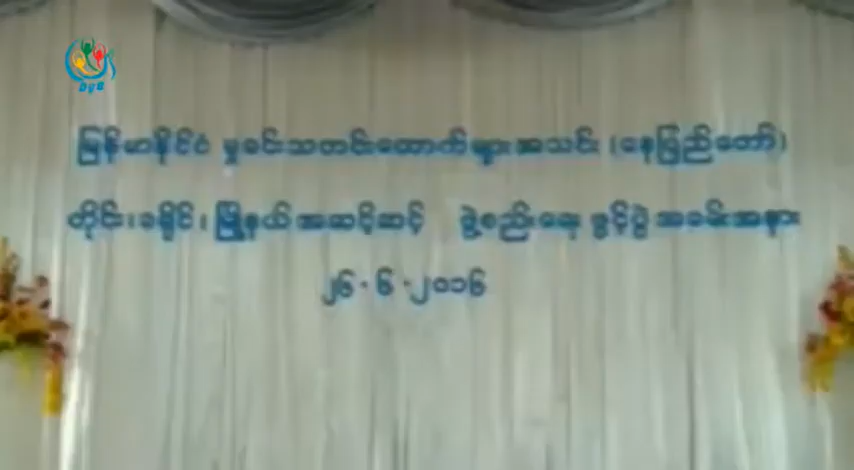 DVB
မြန်မာနိုင်ငံ မှုခင်းသတင်းထောက်များအသင်း (နေပြည်တော်)
တိုင်း၊ခရိုင်၊ မြို့နယ်အဆင့်ဆင့် ဖွဲ့စည်းရေး ဖွင့်ပွဲ အခမ်းအနား
၂၆.၆.၂၀၁၆